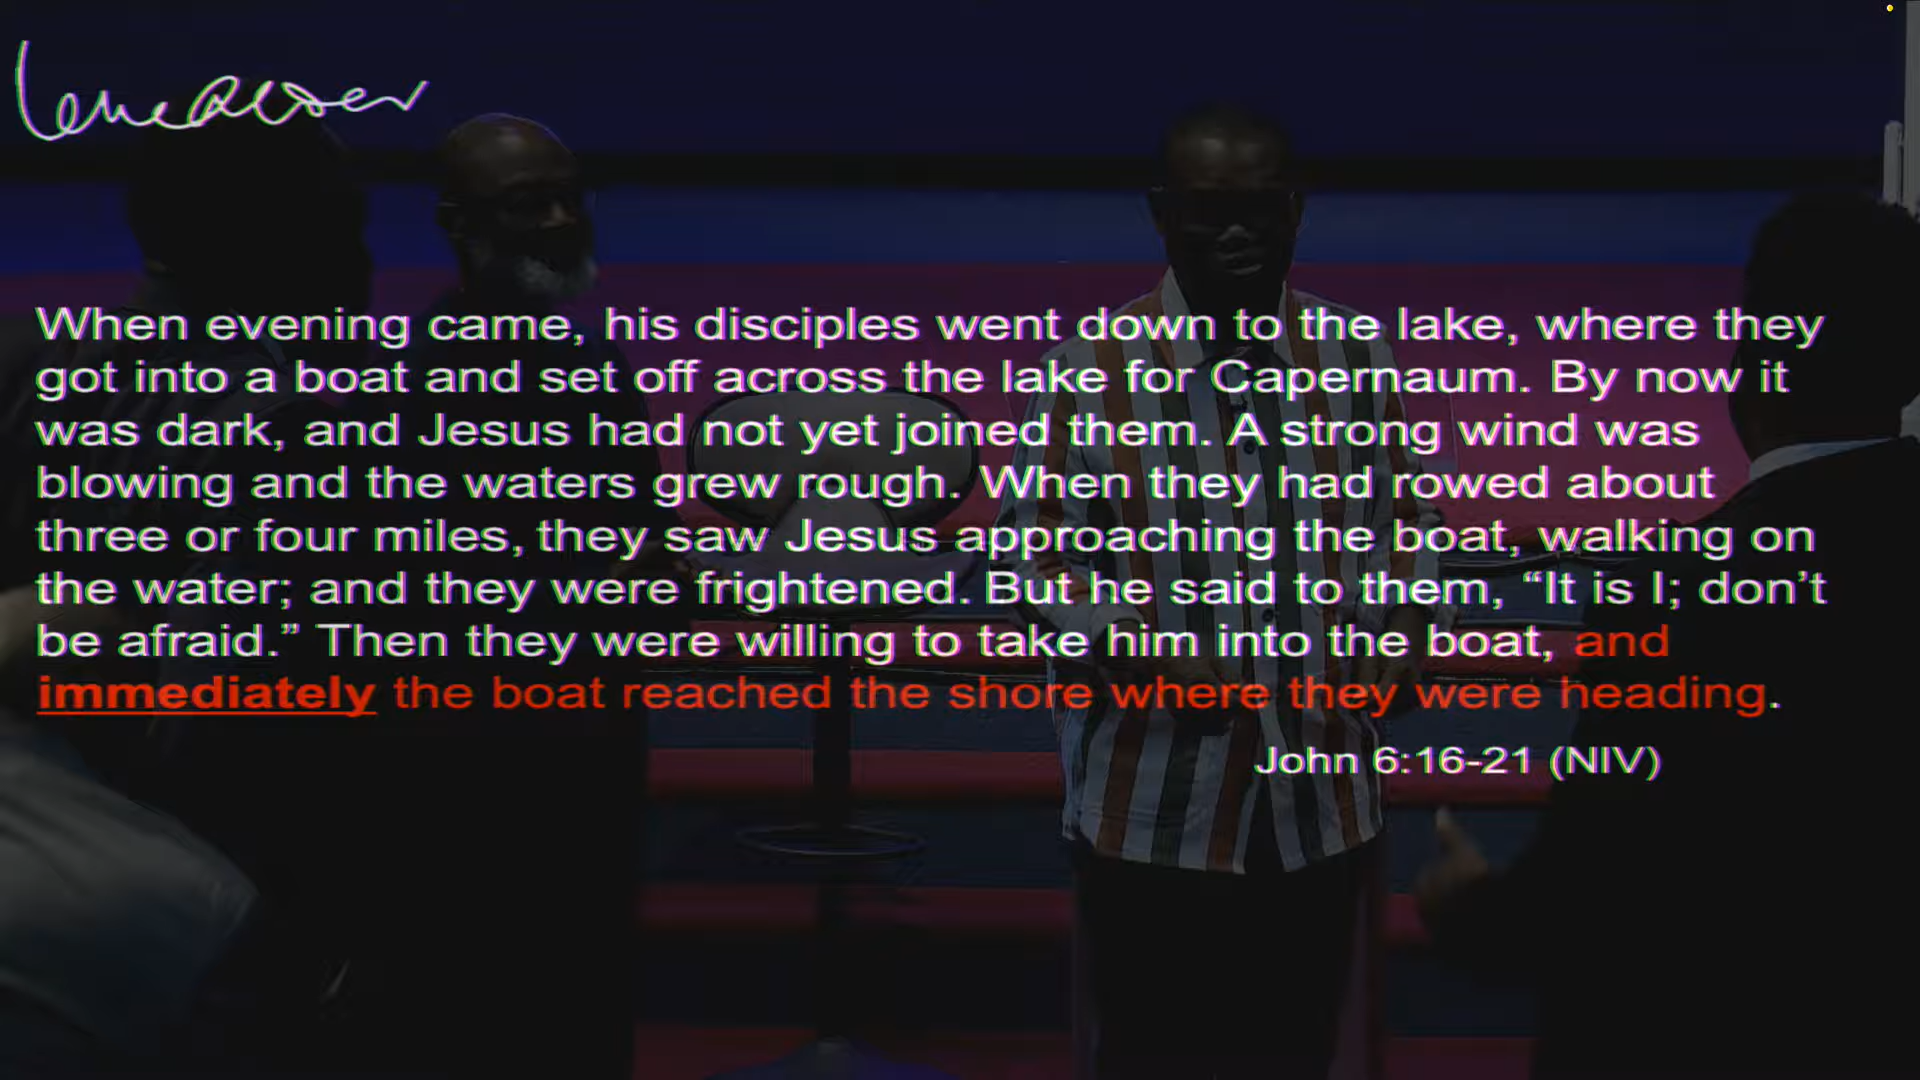 When evening came, his disciples went down to the lake, where they
got into a boat and set off across the lake for Capernaum. By now it
was dark, and Jesus had not yet joined them. A strong wind was
blowing and the waters grew rough. When they had rowed about
three or four miles, they saw Jesus approaching the boat, walking on
the water; and they were frightened. But he said to them, “It is I; don’t
be afraid.” Then they were willing to take him into the boat, and
immediately the boat reached the shore where they were heading.
John 6:16-21 (NIV)